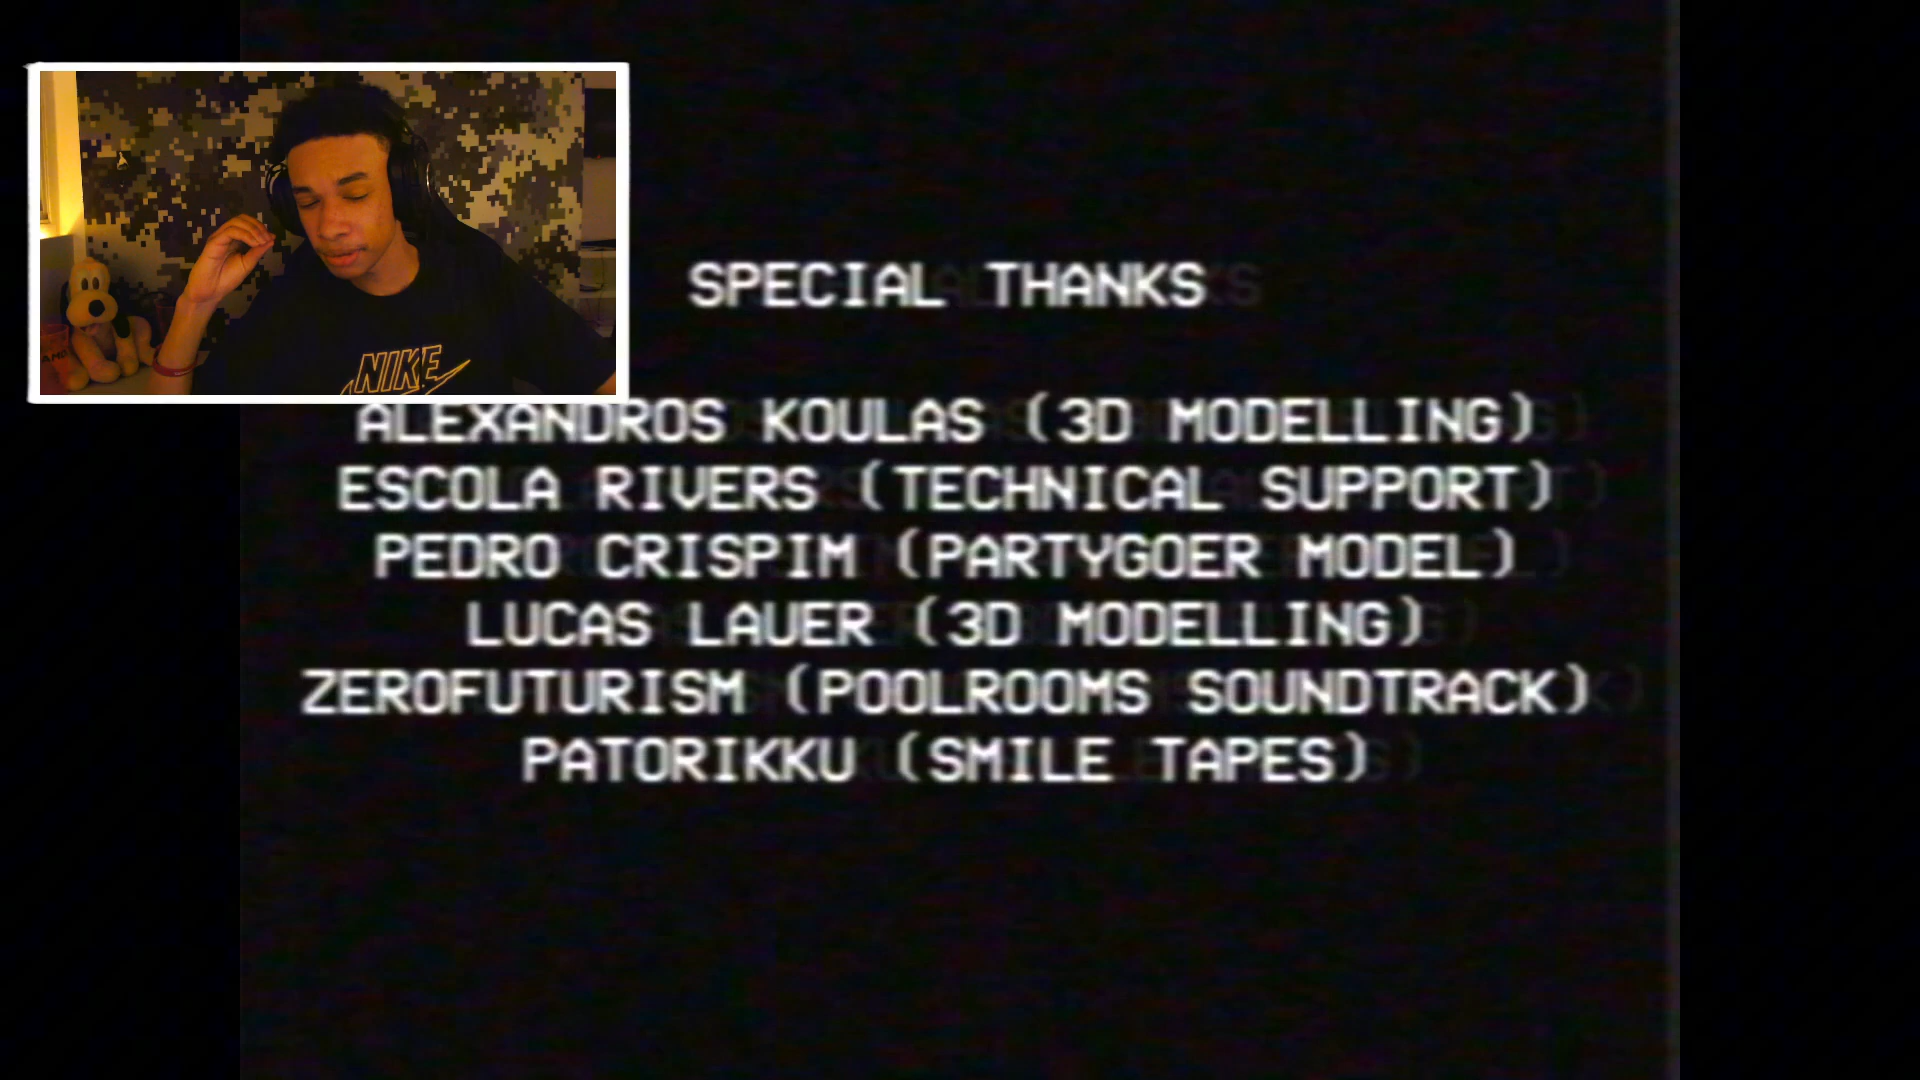 NIKE
SPECIAL THANKS
ALEXANDROS KOULAS (3D MODELLING)
ESCOLA RIVERS (TECHNICAL SUPPORT)
PEDRO CRISPIM (PARTYGOER MODEL)
LUCAS LAUER (3D MODELLING)
ZEROFUTURISM (POOLROOMS SOUNDTRACK)
PATORIKKU (SMILE TAPES)